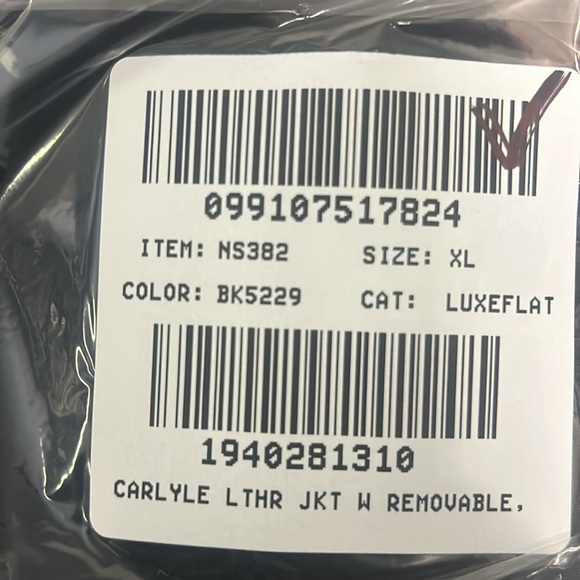 099107517824
ITEM: NS382 SIZE: XL
COLOR: BK5229 CAT: LUXEFLAT
1940281310
CARLYLE LTHR JKT W REMOVABLE,